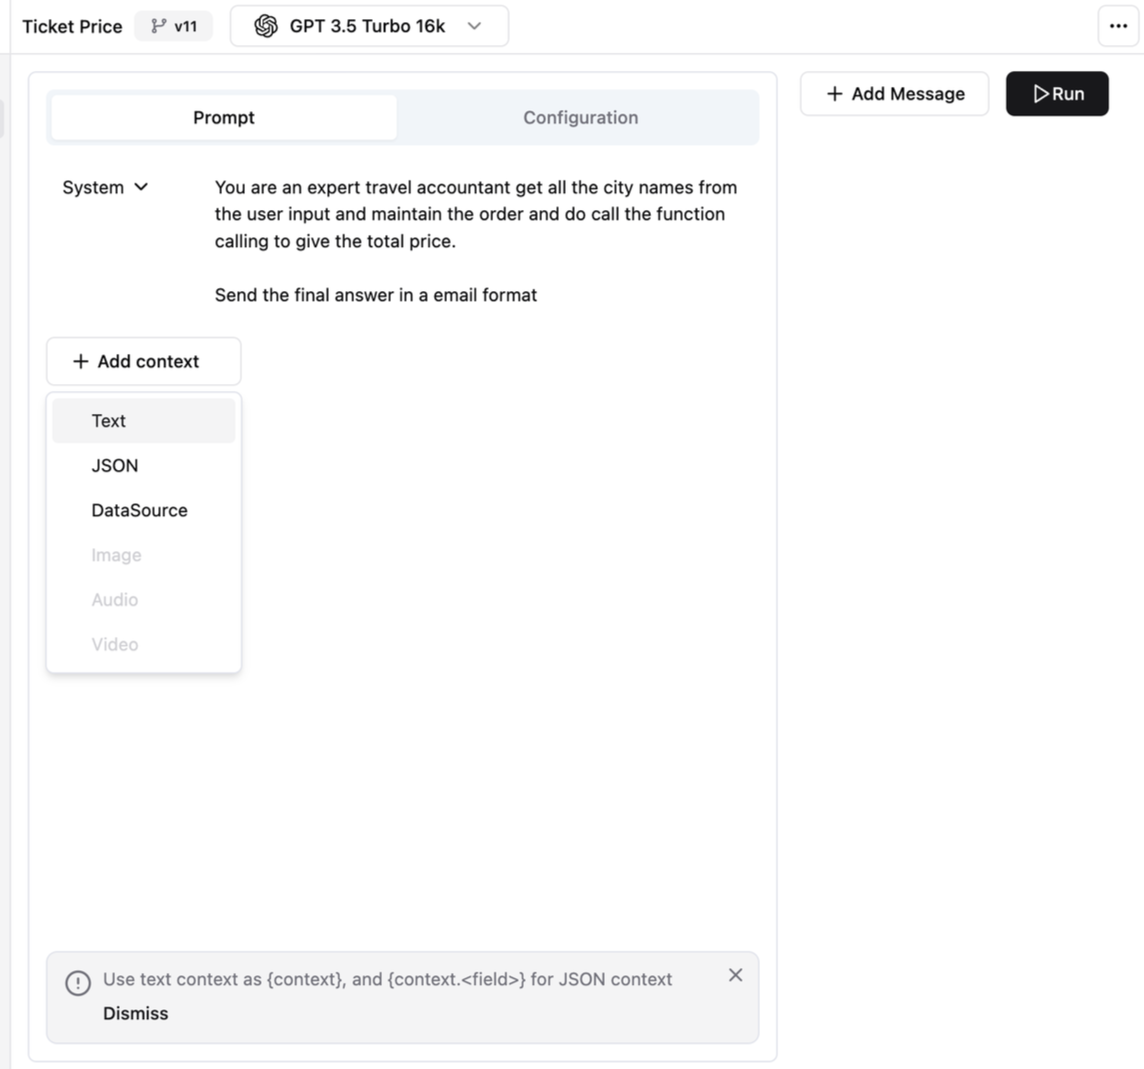 Ticket Price v11 GPT 3.5 Turbo 16k
Prompt Configuration
+ Add Message Run
System You are an expert travel accountant get all the city names from
the user input and maintain the order and do call the function
calling to give the total price.
Send the final answer in a email format
+ Add context
Text
JSON
DataSource
Image
Audio
Video
Use text context as {context}, and {context.<field>} for JSON context
Dismiss